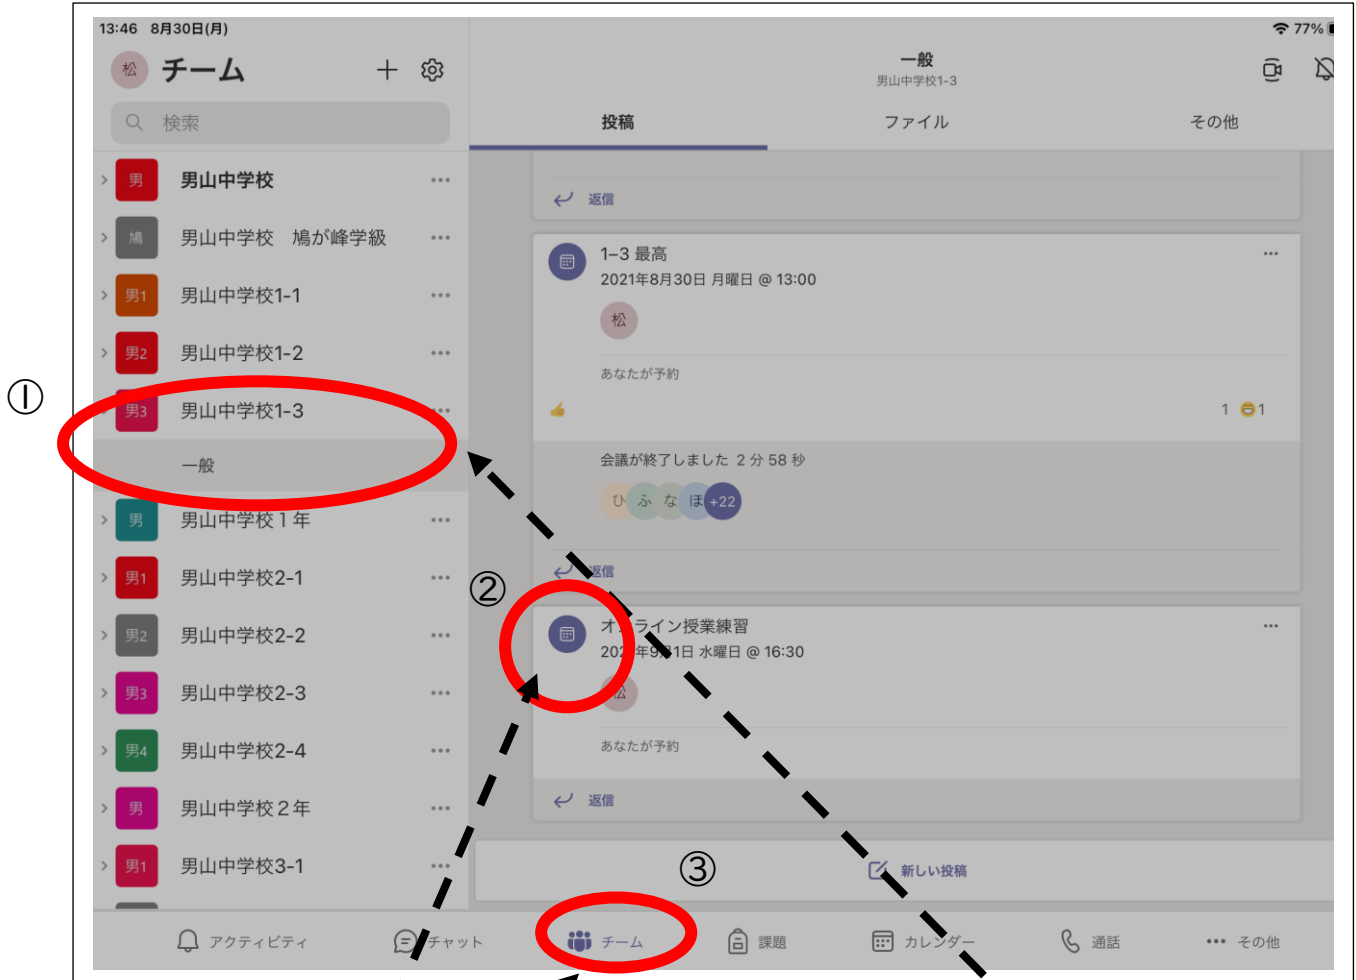 13:46 8月30日(月)
77%
松 チーム
検索
男 男山中学校
鳩 男山中学校 鳩が峰学級
男1 男山中学校1-1
男2 男山中学校1-2
①
男3 男山中学校1-3
一般
男 男山中学校1年
男1 男山中学校2-1
男2 男山中学校2-2
男3 男山中学校2-3
男4 男山中学校2-4
男 男山中学校2年
男1 男山中学校3-1
一般
男山中学校1-3
投稿 ファイル その他
返信
1−3 最高
2021年8月30日 月曜日 @ 13:00
松
あなたが予約
1 1
会議が終了しました 2 分 58 秒
ひ ふ な ほ +22
返信
②
オンライン授業練習
2021年9月1日 水曜日 @ 16:30
松
あなたが予約
返信
③
新しい投稿
アクティビティ チャット チーム 課題 カレンダー 通話 その他